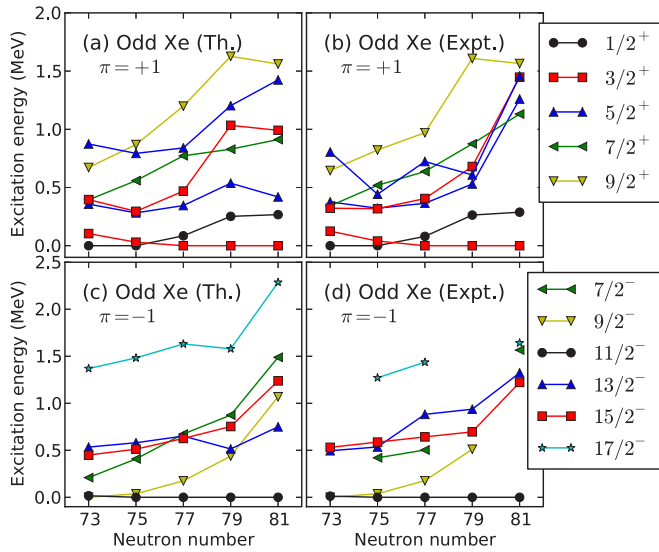 (a) Odd Xe (Th.)
π=+1
(b) Odd Xe (Expt.)
π=+1
Excitation energy (MeV)
2.0
1.5
1.0
0.5
0.0
1/2⁺
3/2⁺
5/2⁺
7/2⁺
9/2⁺
(c) Odd Xe (Th.)
π=−1
(d) Odd Xe (Expt.)
π=−1
Excitation energy (MeV)
2.5
2.0
1.5
1.0
0.5
0.0
7/2⁻
9/2⁻
11/2⁻
13/2⁻
15/2⁻
17/2⁻
73 75 77 79 81
73 75 77 79 81
Neutron number
Neutron number